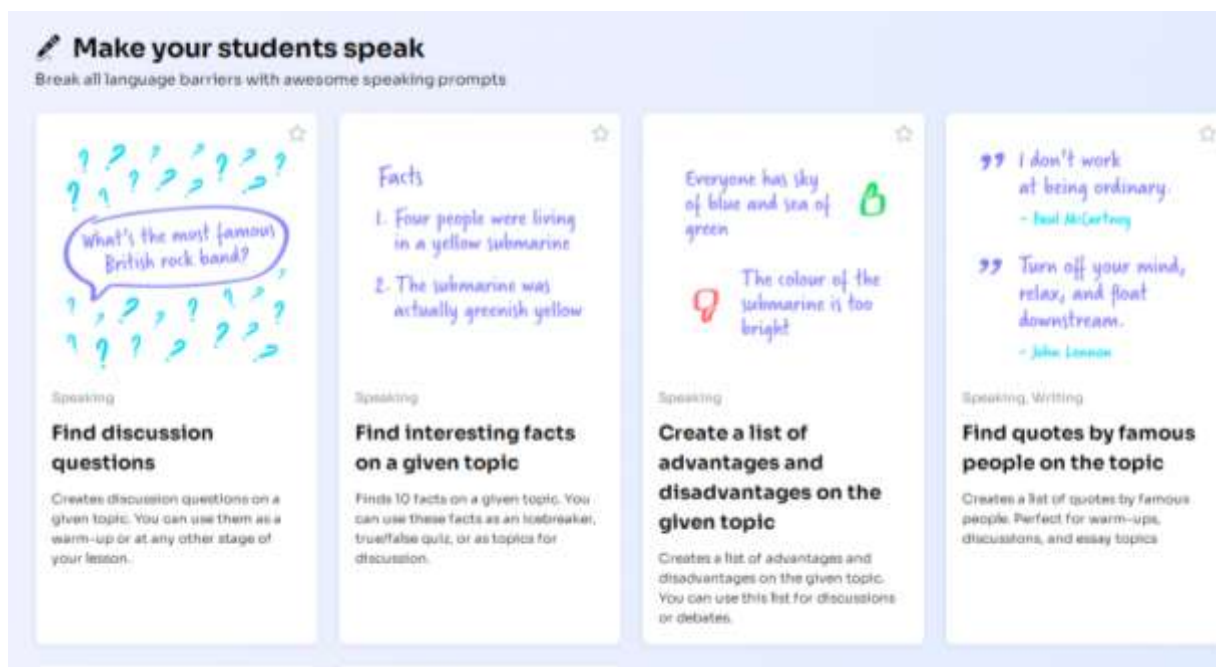 Make your students speak
Break all language barriers with awesome speaking prompts
What's the most famous
British rock band?
Speaking
Find discussion
questions
Creates discussion questions on a
given topic. You can use them as a
warm-up or at any other stage of
your lesson.
Facts
1. Four people were living
in a yellow submarine
2. The submarine was
actually greenish yellow
Speaking
Find interesting facts
on a given topic
Finds 10 facts on a given topic. You
can use these facts as an icebreaker,
true/false quiz, or as topics for
discussion.
Everyone has sky
of blue and sea of
green
The colour of the
submarine is too
bright
Speaking
Create a list of
advantages and
disadvantages on the
given topic
Creates a list of advantages and
disadvantages on the given topic.
You can use this list for discussions
or debates.
I don't work
at being ordinary.
- Paul McCartney
Turn off your mind,
relax, and float
downstream.
- John Lennon
Speaking, Writing
Find quotes by famous
people on the topic
Creates a list of quotes by famous
people. Perfect for warm-ups,
discussions, and essay topics